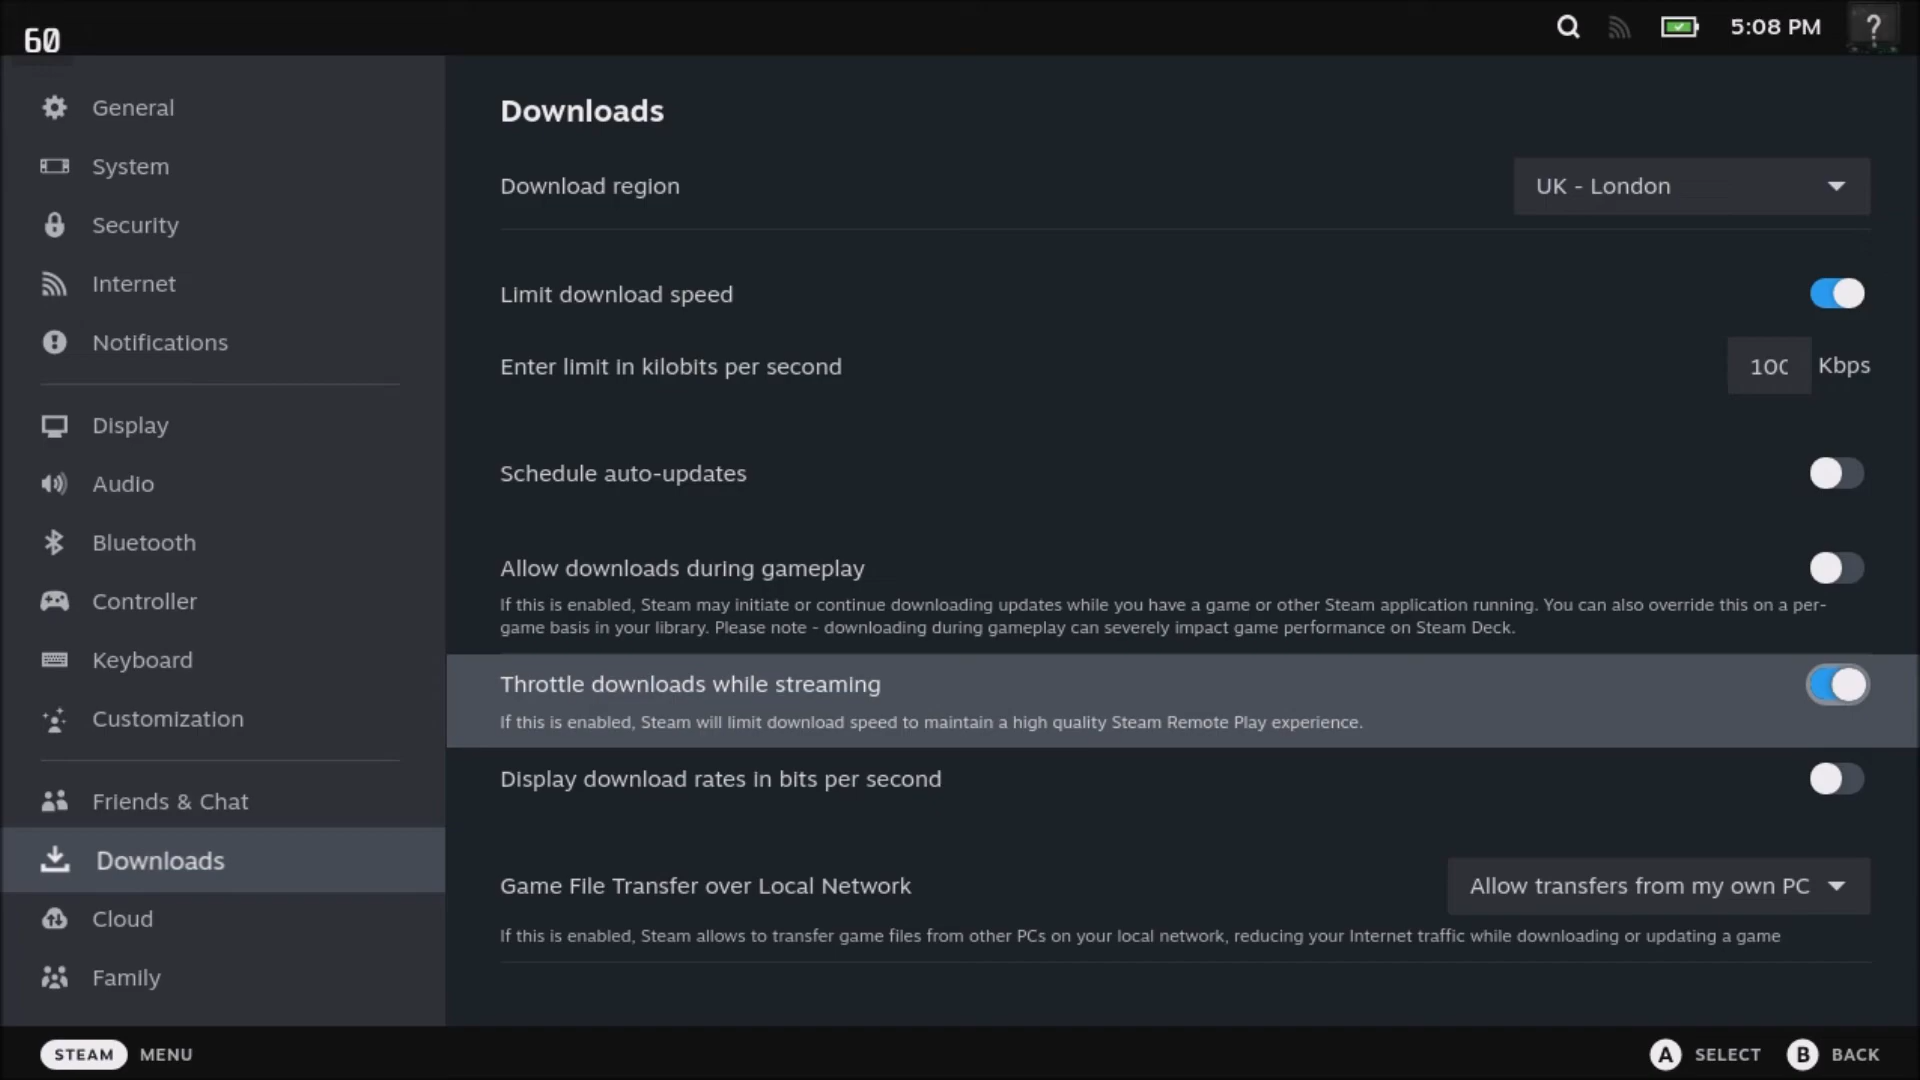 60
5:08 PM
?
General
System
Security
Internet
Notifications
Display
Audio
Bluetooth
Controller
Keyboard
Customization
Friends & Chat
Downloads
Cloud
Family
Downloads
Download region
UK - London
Limit download speed
Enter limit in kilobits per second
Kbps
Schedule auto-updates
Allow downloads during gameplay
If this is enabled, Steam may initiate or continue downloading updates while you have a game or other Steam application running. You can also override this on a per-
game basis in your library. Please note - downloading during gameplay can severely impact game performance on Steam Deck.
Throttle downloads while streaming
If this is enabled, Steam will limit download speed to maintain a high quality Steam Remote Play experience.
Display download rates in bits per second
Game File Transfer over Local Network
Allow transfers from my own PC
If this is enabled, Steam allows to transfer game files from other PCs on your local network, reducing your Internet traffic while downloading or updating a game
STEAM MENU
A SELECT B BACK